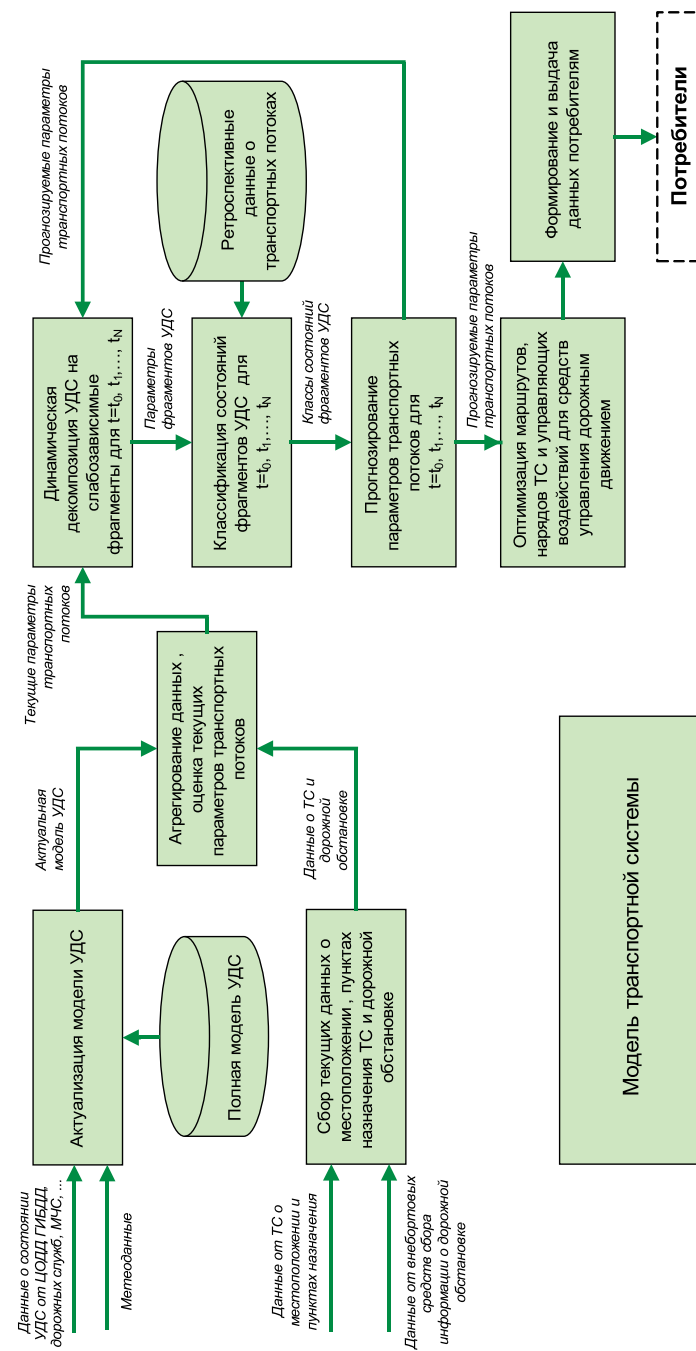 Данные о состоянии
УДС от ЦОДД ГИБДД,
дорожных служб, МЧС, ...
Метеоданные
Актуализация модели УДС
Полная модель УДС
Актуальная
модель УДС
Данные от ТС о
местоположении и
пунктах назначения
Данные от внебортовых
средств сбора
информации о дорожной
обстановке
Сбор текущих данных о
местоположении , пунктах
назначения ТС и дорожной
обстановке
Данные о ТС и
дорожной
обстановке
Агрегирование данных ,
оценка текущих
параметров транспортных
потоков
Текущие параметры
транспортных
потоков
Динамическая
декомпозиция УДС на
слабозависимые
фрагменты для t=t0, t1,…, tN
Прогнозируемые параметры
транспортных потоков
Параметры
фрагментов УДС
Классификация состояний
фрагментов УДС для
t=t0, t1,…, tN
Ретроспективные
данные о
транспортных потоках
Классы состояний
фрагментов УДС
Прогнозирование
параметров транспортных
потоков для
t=t0, t1,…, tN
Прогнозируемые параметры
транспортных потоков
Оптимизация маршрутов,
нарядов ТС и управляющих
воздействий для средств
управления дорожным
движением
Формирование и выдача
данных потребителям
Потребители
Модель транспортной системы